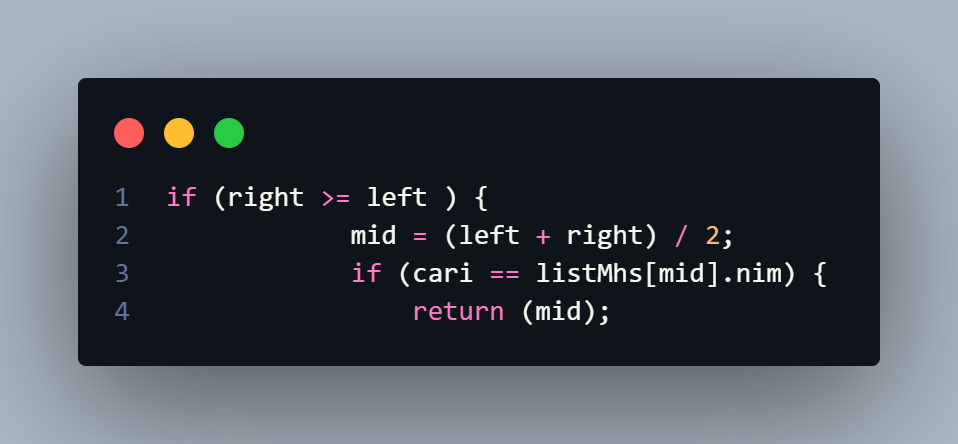 1 if (right >= left ) {
2 mid = (left + right) / 2;
3 if (cari == listMhs[mid].nim) {
4 return (mid);